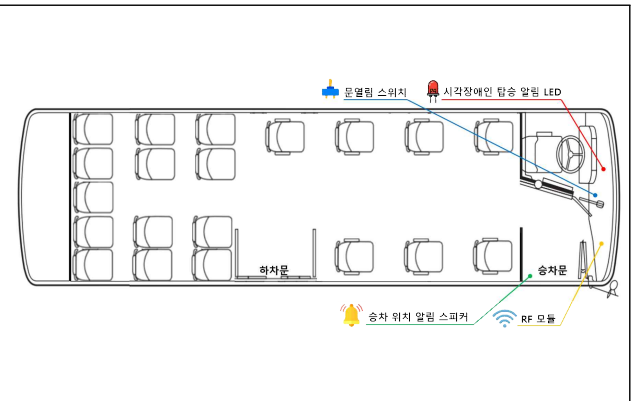 문열림 스위치
시각장애인 탑승 알림 LED
하차문
승차문
승차 위치 알림 스피커
RF 모듈